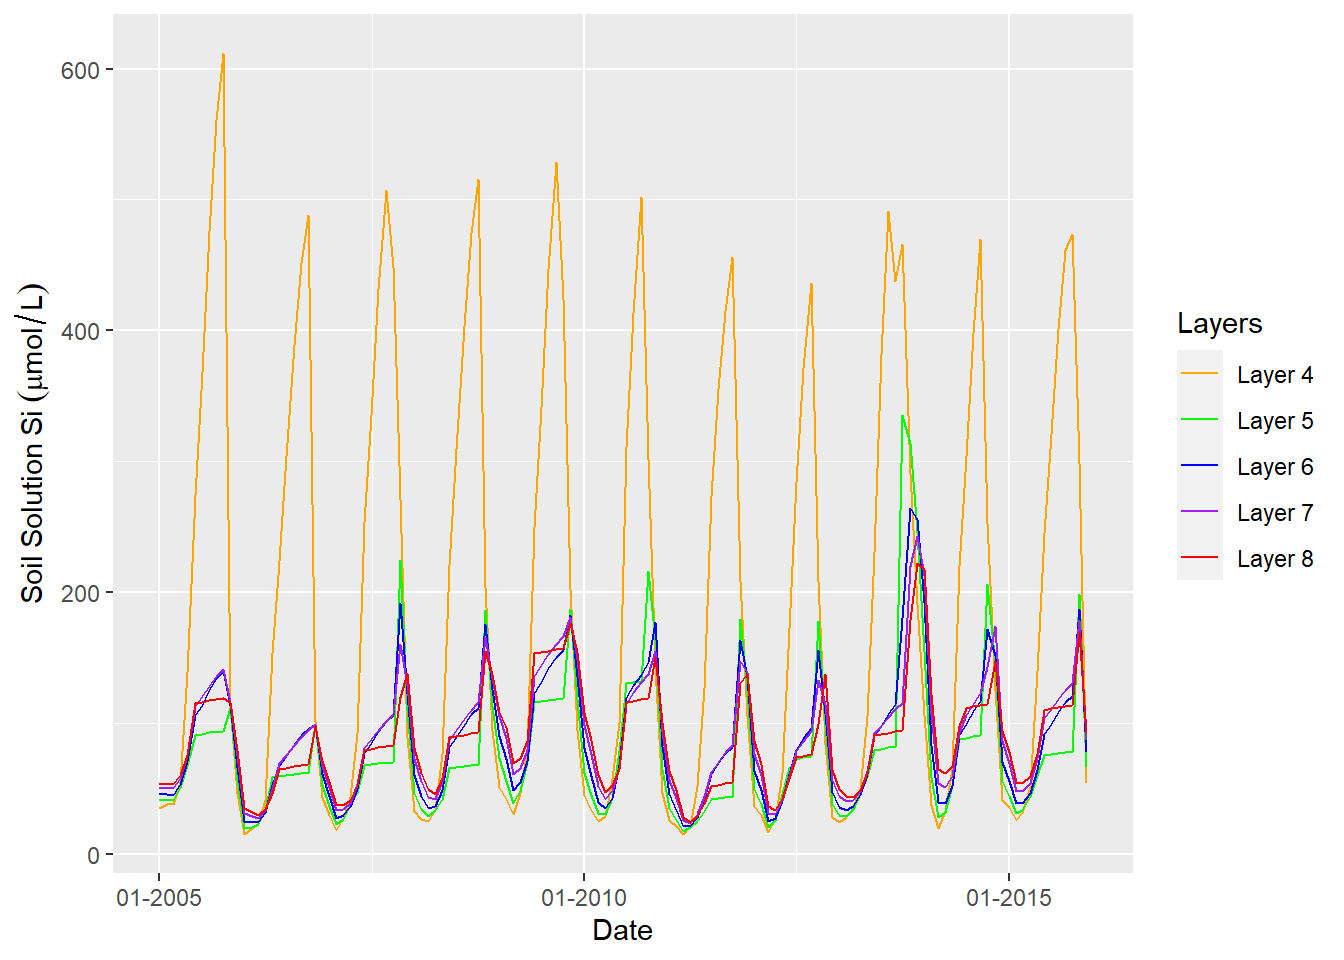 Soil Solution Si (μmol/L)
600
400
200
0
01-2005
01-2010
01-2015
Date
Layers
Layer 4
Layer 5
Layer 6
Layer 7
Layer 8